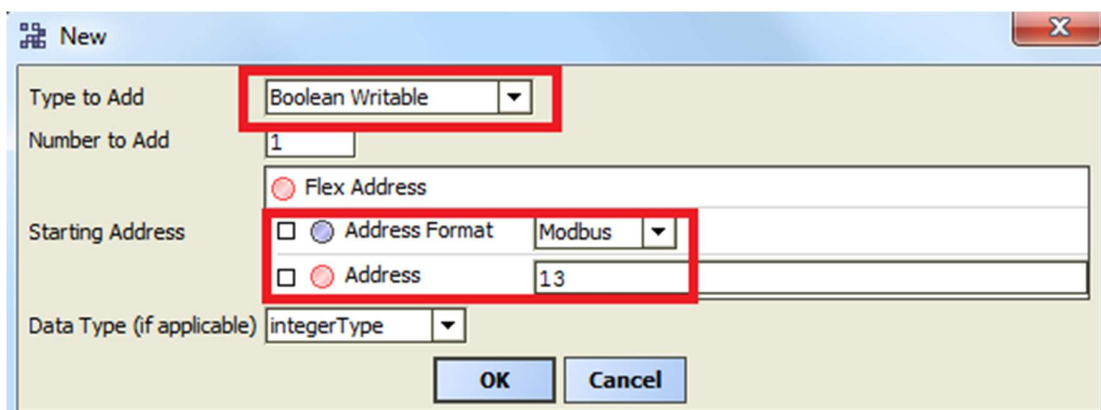 New
Type to Add Boolean Writable
Number to Add 1
Flex Address
Starting Address Address Format Modbus
Address 13
Data Type (if applicable) integerType
OK Cancel